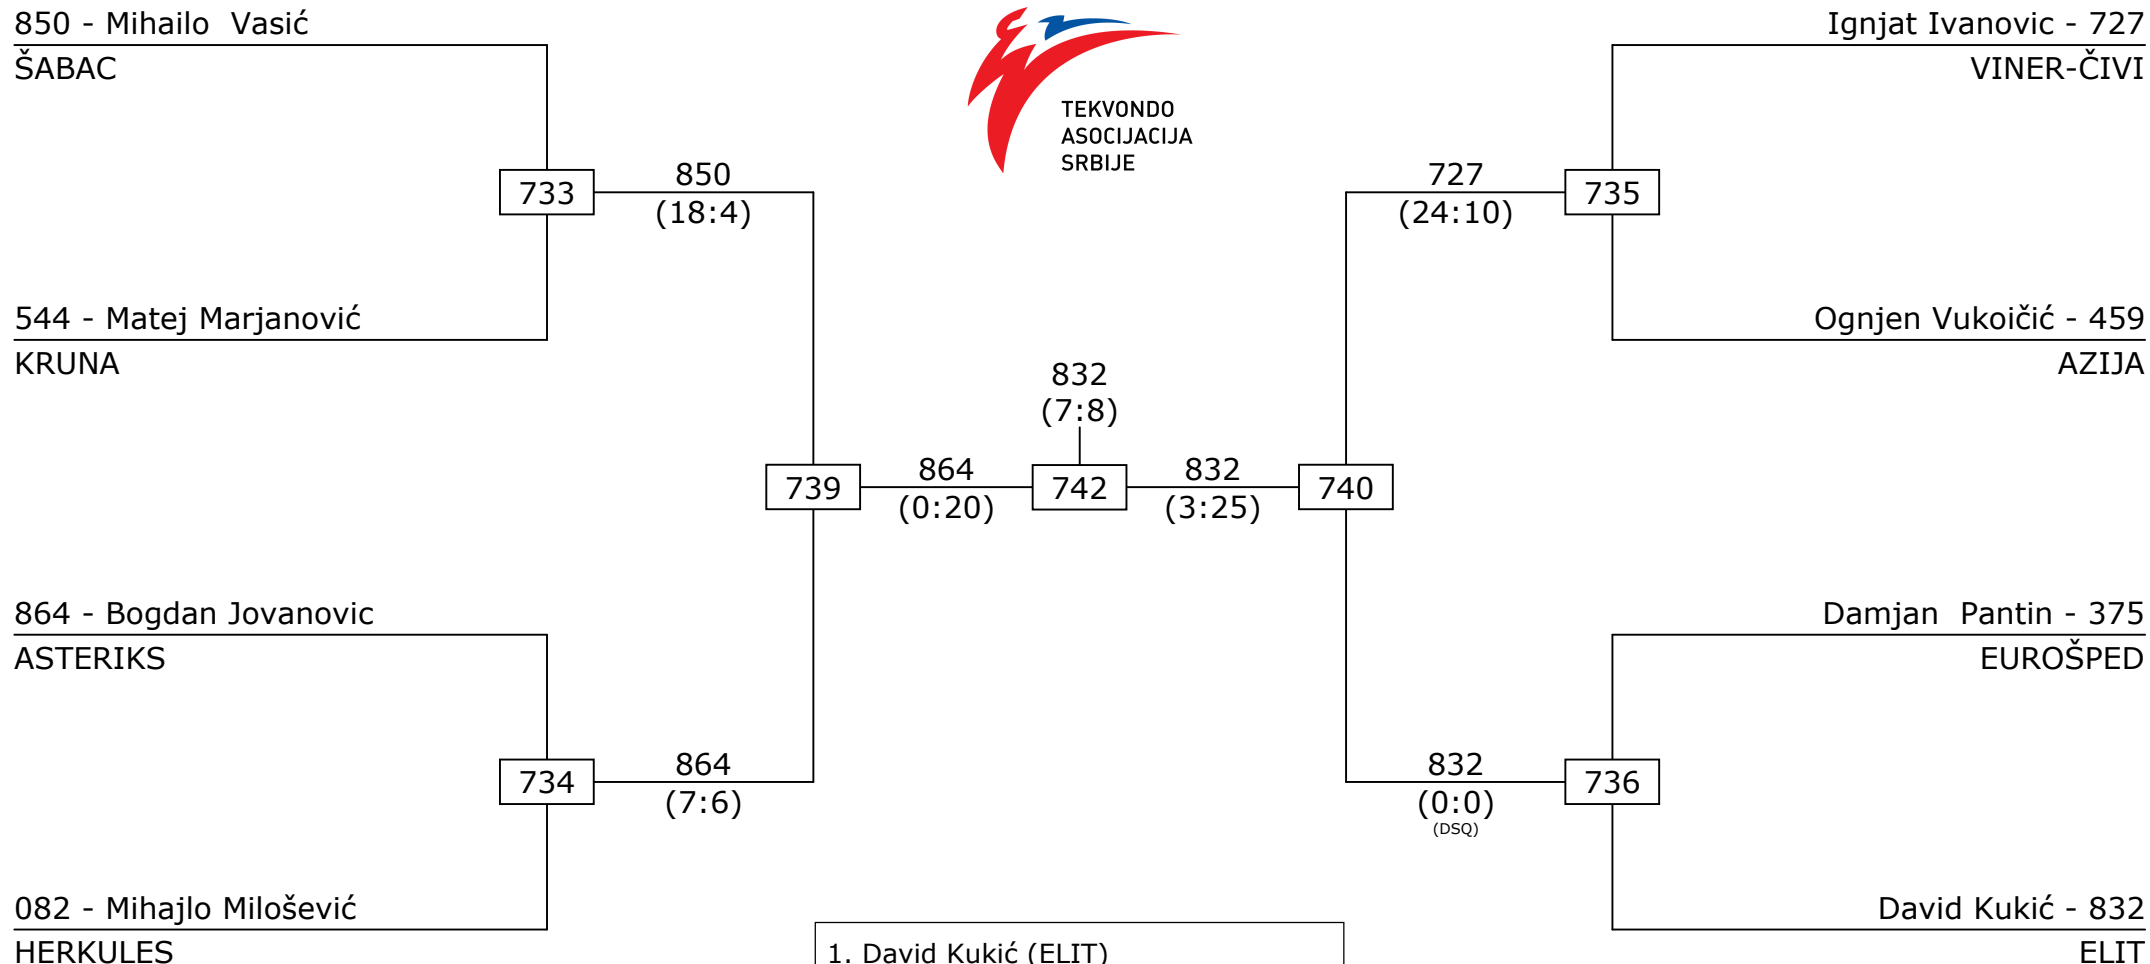 850 - Mihailo  Vasić
ŠABAC
544 - Matej Marjanović
KRUNA
864 - Bogdan Jovanovic
ASTERIKS
082 - Mihajlo Milošević
HERKULES
733
850
(18:4)
734
864
(7:6)
739
864
(0:20)
TEKVONDO
ASOCIJACIJA
SRBIJE
832
(7:8)
742
832
(3:25)
740
727
(24:10)
735
832
(0:0)
(DSQ)
736
Ignjat Ivanovic - 727
VINER-ČIVI
Ognjen Vukoičić - 459
AZIJA
Damjan  Pantin - 375
EUROŠPED
David Kukić - 832
ELIT
1. David Kukić (ELIT)